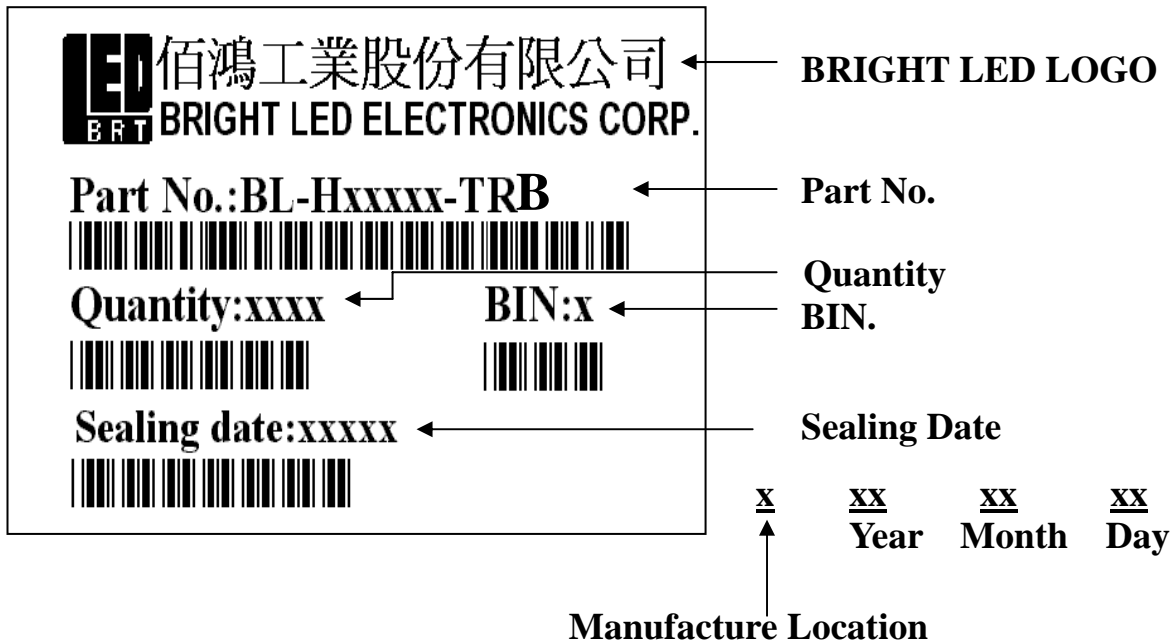 LED 佰鴻工業股份有限公司 BRIGHT LED LOGO
BRT BRIGHT LED ELECTRONICS CORP.
Part No.:BL-Hxxxxx-TRB Part No.
Quantity
Quantity:xxxx BIN:x BIN.
Sealing date:xxxxx Sealing Date
x xx xx xx
Year Month Day
Manufacture Location